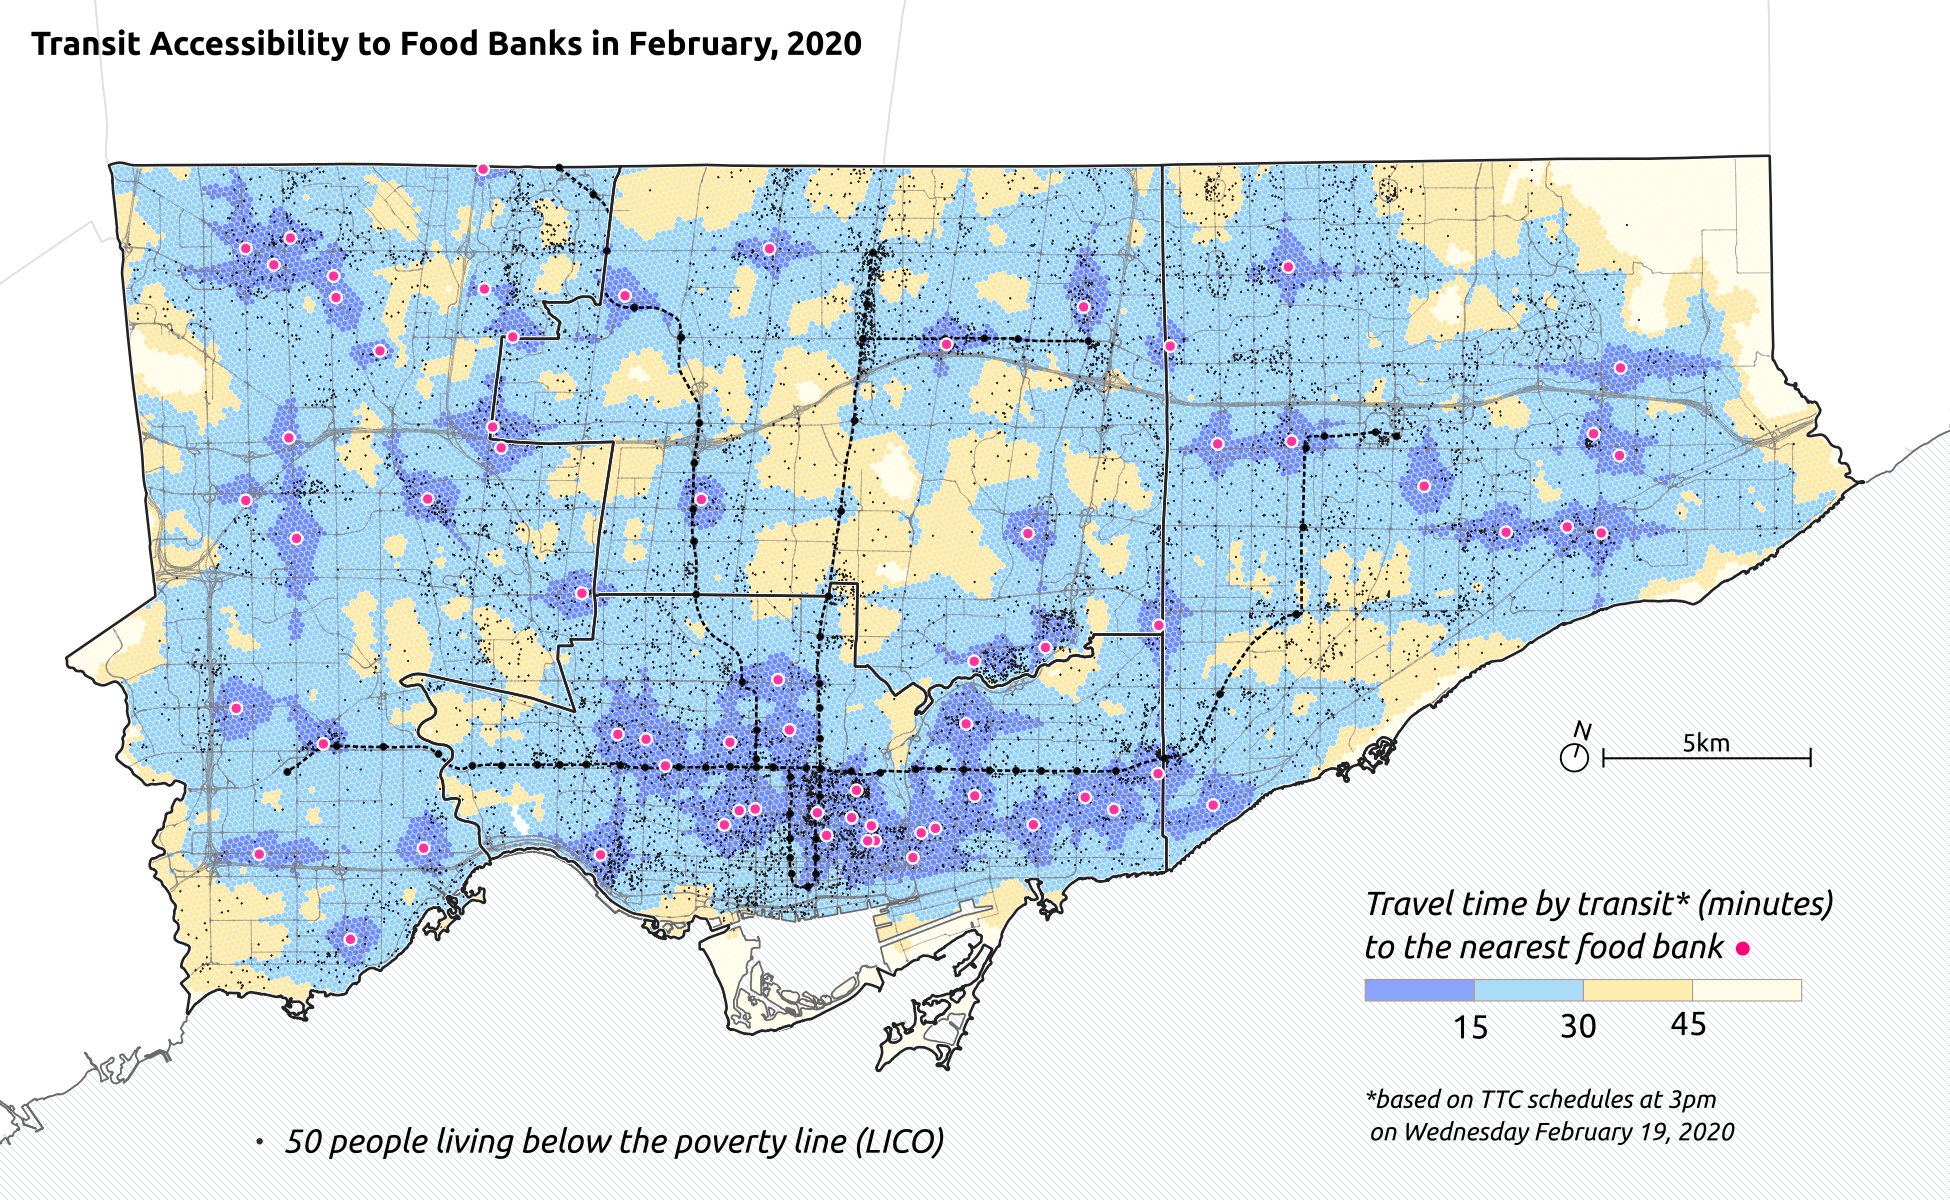 Transit Accessibility to Food Banks in February, 2020
N
5km
Travel time by transit* (minutes)
to the nearest food bank
15 30 45
*based on TTC schedules at 3pm
on Wednesday February 19, 2020
50 people living below the poverty line (LICO)